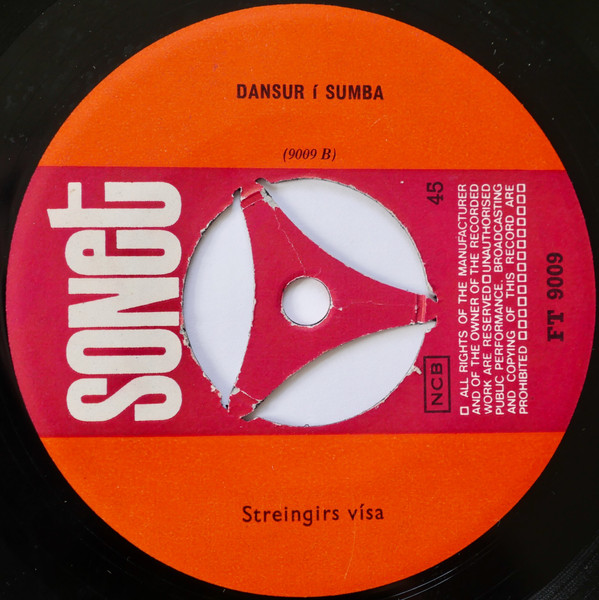 DANSUR í SUMBA
(9009 B)
SONET
45
□ ALL RIGHTS OF THE MANUFACTURER
AND OF THE OWNER OF THE RECORDED
WORK ARE RESERVED □ UNAUTHORISED
PUBLIC PERFORMANCE, BROADCASTING
AND COPYING OF THIS RECORD ARE
PROHIBITED □□□□□□□□□□□□□
NCB
FT 9009
Streingirs vísa